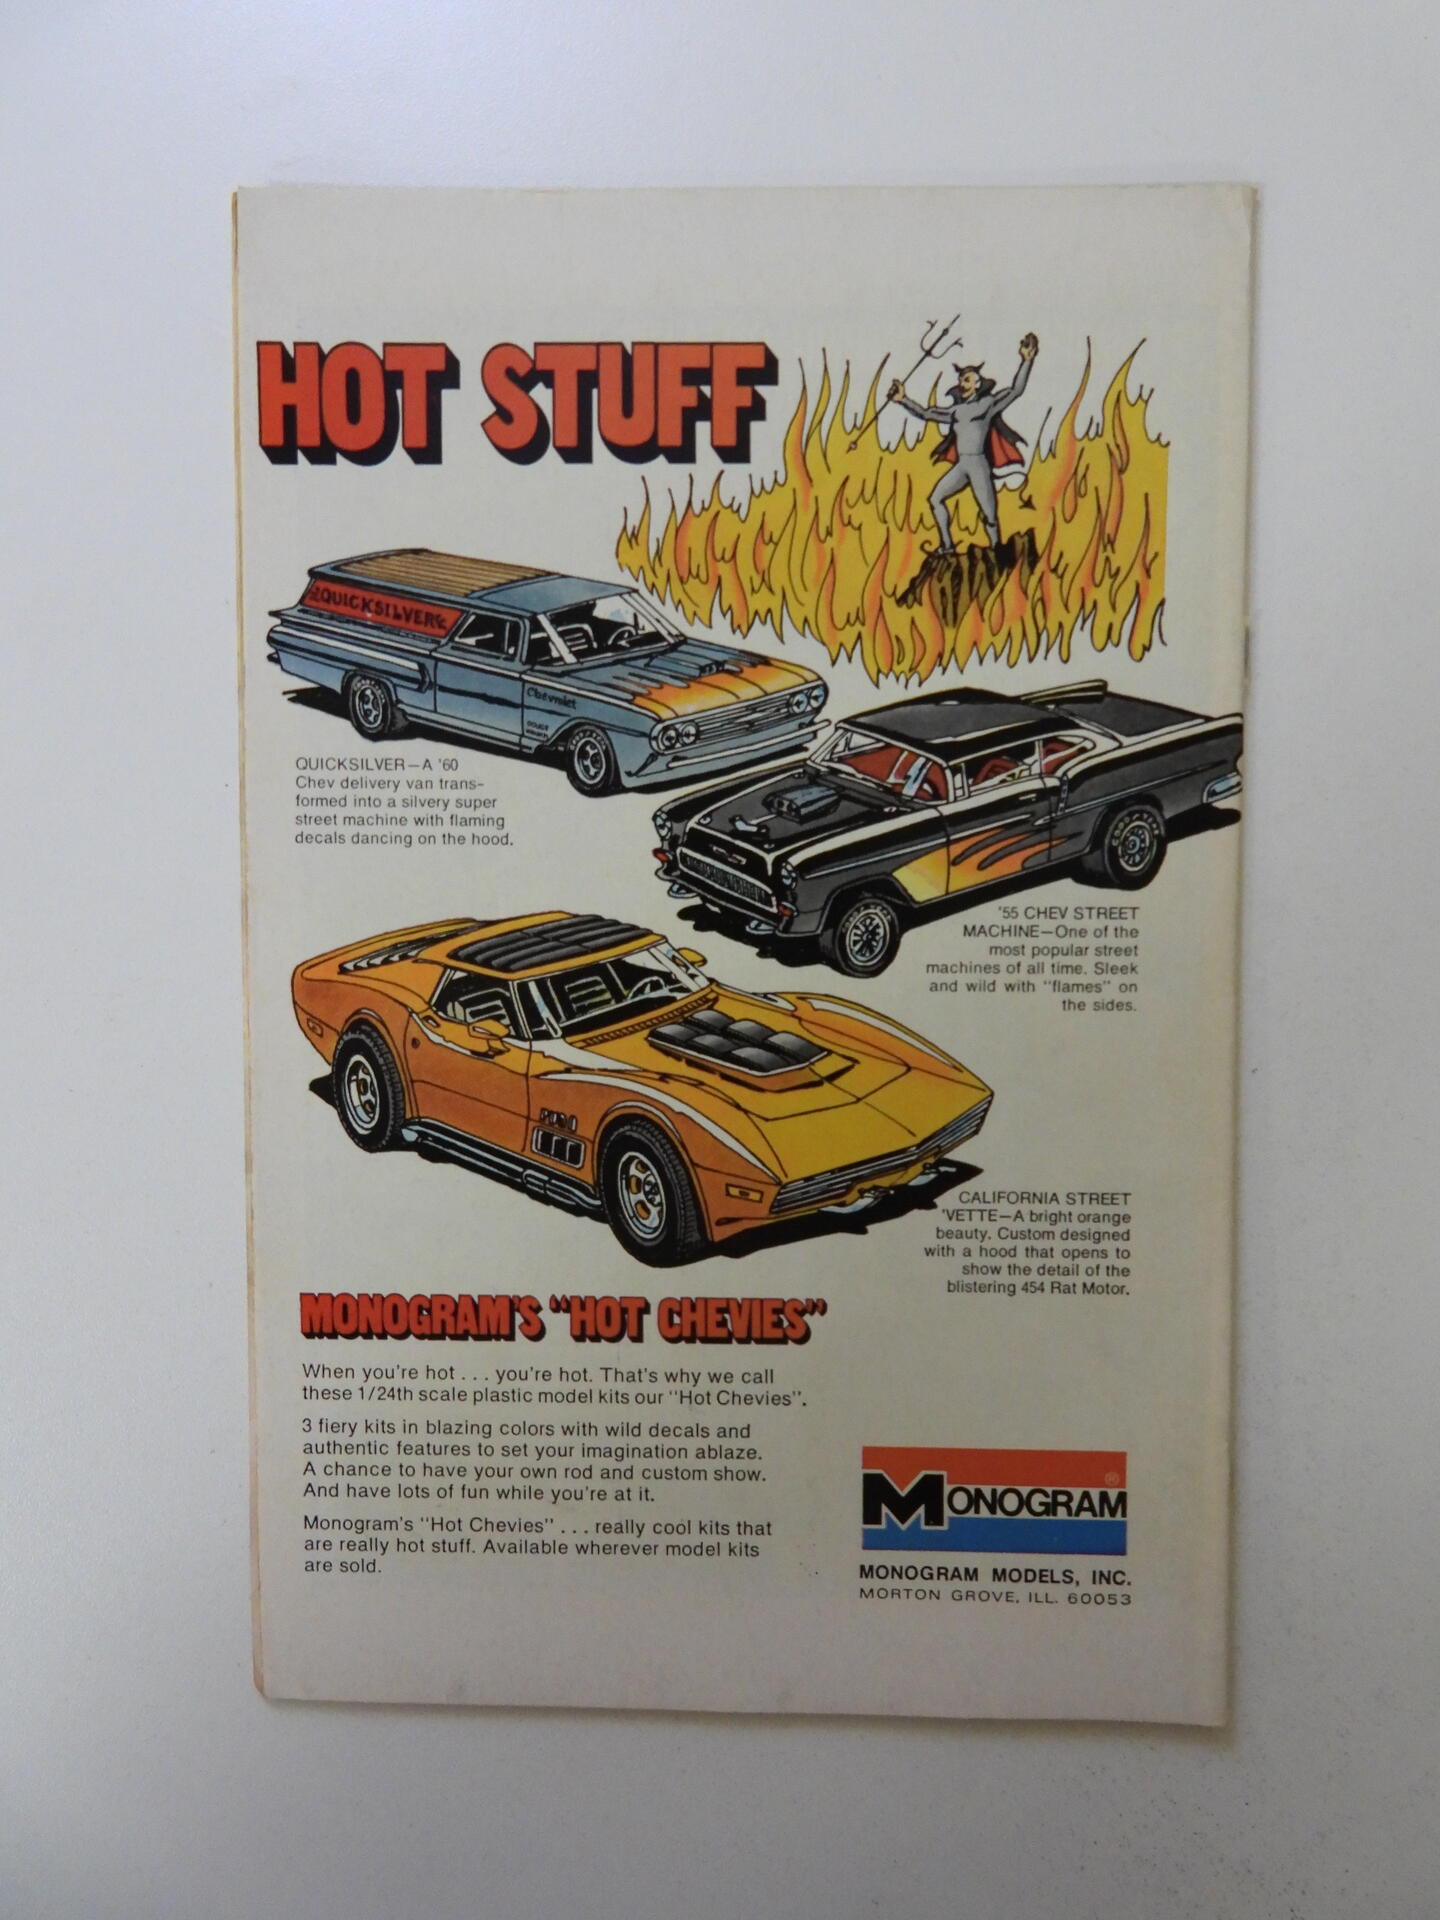 HOT STUFF
QUICKSILVER
Chevrolet
QUICKSILVER—A '60
Chev delivery van trans-
formed into a silvery super
street machine with flaming
decals dancing on the hood.
'55 CHEV STREET
MACHINE—One of the
most popular street
machines of all time. Sleek
and wild with "flames" on
the sides.
CALIFORNIA STREET
'VETTE—A bright orange
beauty. Custom designed
with a hood that opens to
show the detail of the
blistering 454 Rat Motor.
MONOGRAM'S "HOT CHEVIES"
When you're hot . . . you're hot. That's why we call
these 1/24th scale plastic model kits our "Hot Chevies".
3 fiery kits in blazing colors with wild decals and
authentic features to set your imagination ablaze.
A chance to have your own rod and custom show.
And have lots of fun while you're at it.
Monogram's "Hot Chevies" . . . really cool kits that
are really hot stuff. Available wherever model kits
are sold.
MONOGRAM®
MONOGRAM MODELS, INC.
MORTON GROVE, ILL. 60053